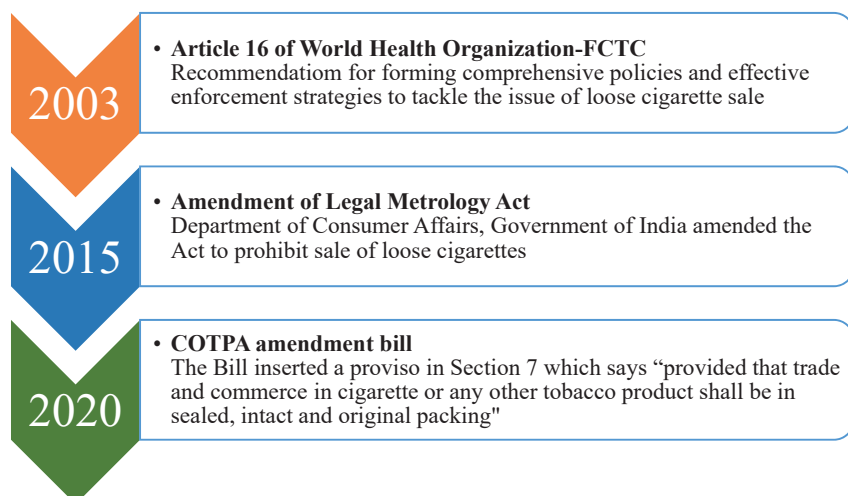 2003
• Article 16 of World Health Organization-FCTC
Recommendatiom for forming comprehensive policies and effective
enforcement strategies to tackle the issue of loose cigarette sale
2015
• Amendment of Legal Metrology Act
Department of Consumer Affairs, Government of India amended the
Act to prohibit sale of loose cigarettes
2020
• COTPA amendment bill
The Bill inserted a proviso in Section 7 which says “provided that trade
and commerce in cigarette or any other tobacco product shall be in
sealed, intact and original packing"